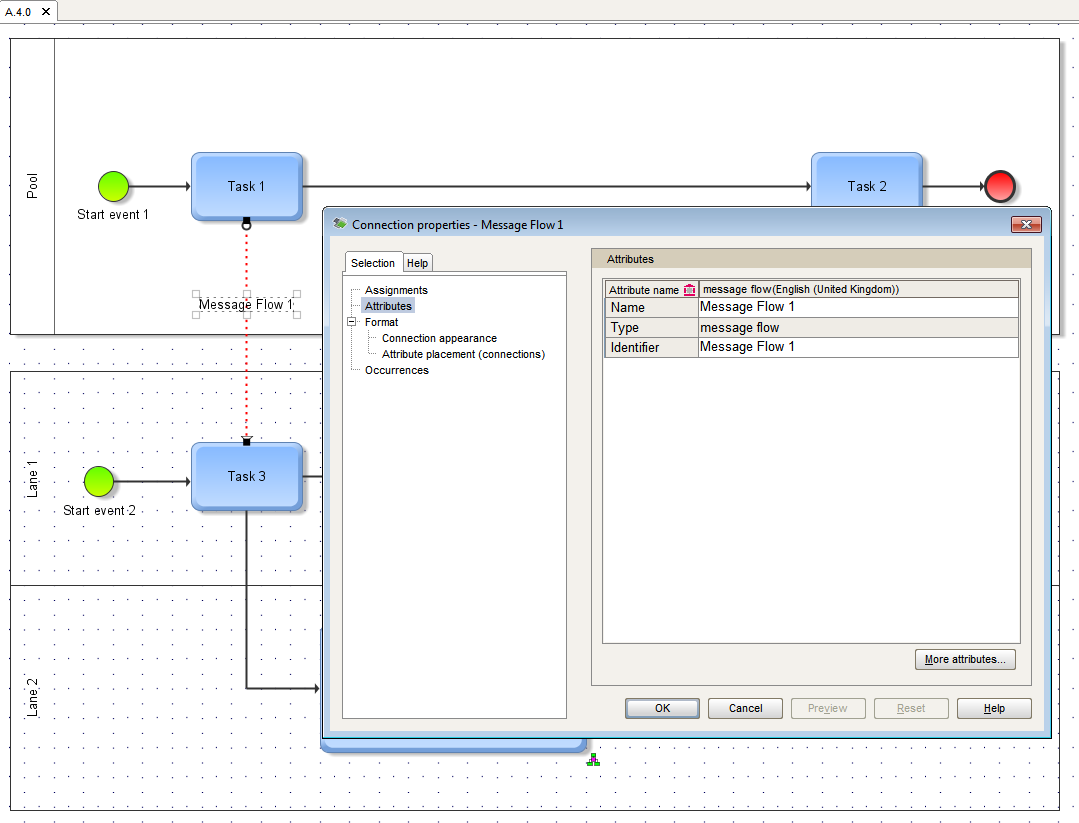 A.4.0
Pool
Start event 1
Task 1
Task 2
Message Flow 1
Lane 1
Start event 2
Task 3
Lane 2
Connection properties - Message Flow 1
Selection
Help
Assignments
Attributes
Format
Connection appearance
Attribute placement (connections)
Occurrences
Attributes
Attribute name message flow(English (United Kingdom))
Name Message Flow 1
Type message flow
Identifier Message Flow 1
More attributes...
OK Cancel Preview Reset Help